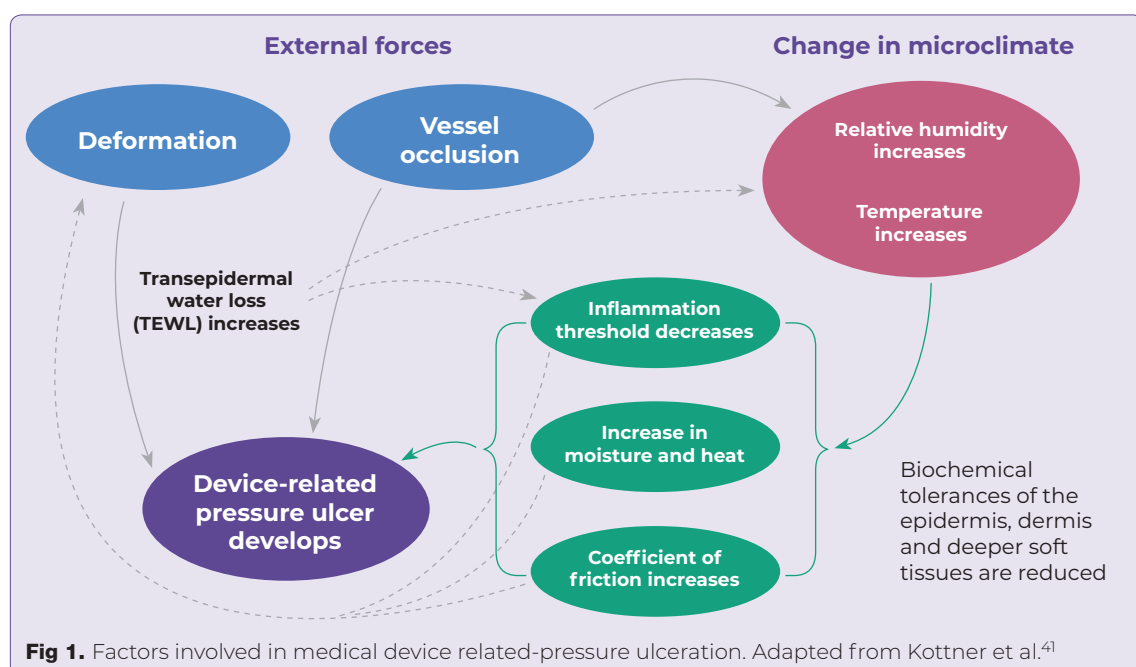 External forces
Change in microclimate
Deformation
Vessel
occlusion
Relative humidity
increases
Temperature
increases
Transepidermal
water loss
(TEWL) increases
Inflammation
threshold decreases
Increase in
moisture and heat
Coefficient of
friction increases
Device-related
pressure ulcer
develops
Biochemical
tolerances of the
epidermis, dermis
and deeper soft
tissues are reduced
Fig 1. Factors involved in medical device related-pressure ulceration. Adapted from Kottner et al.⁴¹